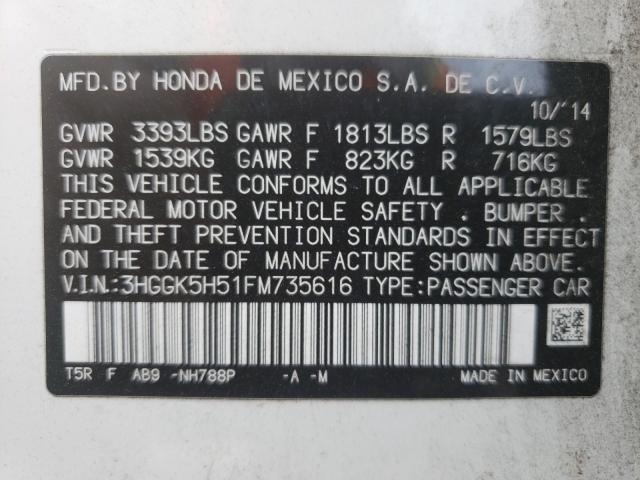 MFD.BY HONDA DE MEXICO S.A. DE C.V.
10/'14
GVWR 3393LBS GAWR F 1813LBS R 1579LBS
GVWR 1539KG GAWR F 823KG R 716KG
THIS VEHICLE CONFORMS TO ALL APPLICABLE
FEDERAL MOTOR VEHICLE SAFETY . BUMPER .
AND THEFT PREVENTION STANDARDS IN EFFECT
ON THE DATE OF MANUFACTURE SHOWN ABOVE.
V.I.N.:3HGGK5H51FM735616 TYPE:PASSENGER CAR
T5R F AB9 -NH788P -A -M MADE IN MEXICO